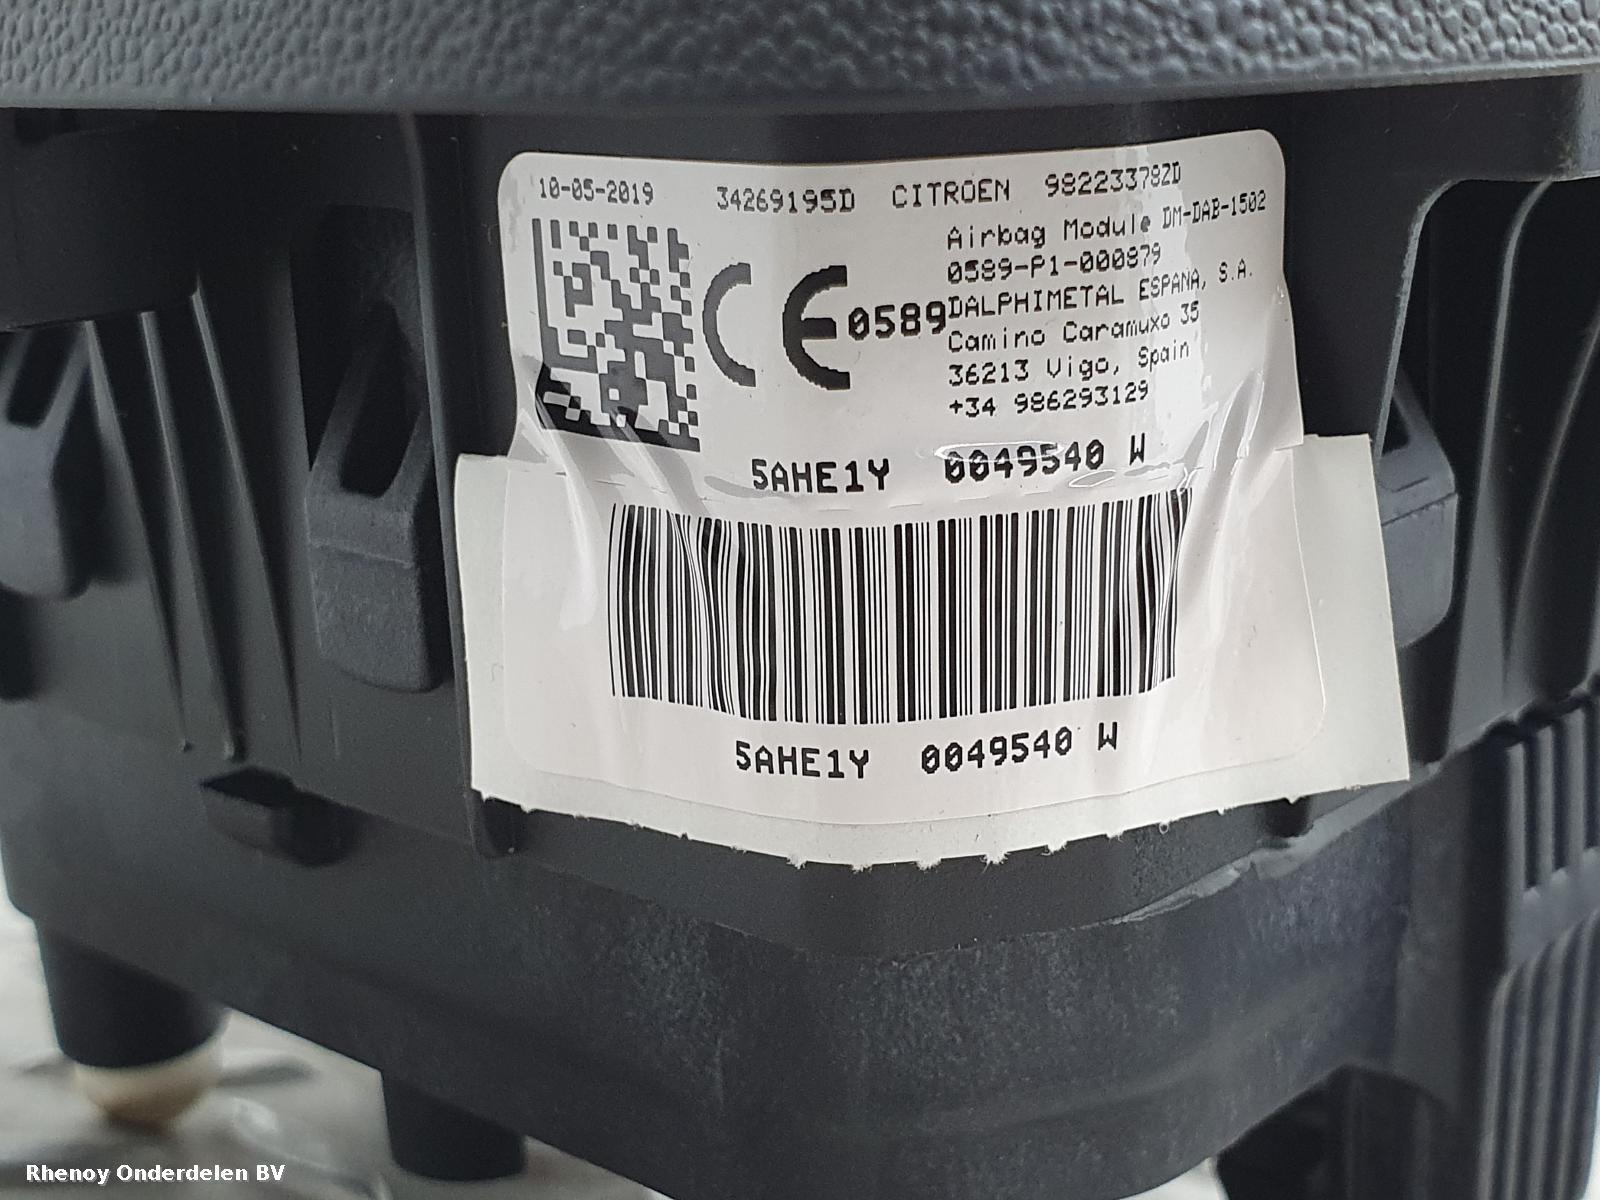 10-05-2019 34269195D CITROEN 98223378ZD
Airbag Module DM-DAB-1502
0589-P1-000879
CE 0589
DALPHIMETAL ESPANA, S.A.
Camino Caramuxo 35
36213 Vigo, Spain
+34 986293129
5AHE1Y 0049540 W
5AHE1Y 0049540 W
Rhenoy Onderdelen BV